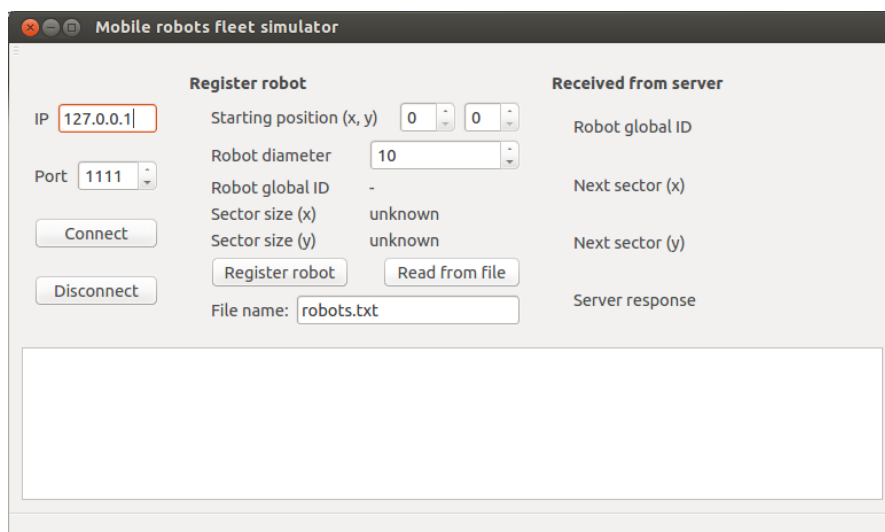 Mobile robots fleet simulator
IP 127.0.0.1
Port 1111
Connect
Disconnect
Register robot
Starting position (x, y) 0 0
Robot diameter 10
Robot global ID -
Sector size (x) unknown
Sector size (y) unknown
Register robot Read from file
File name: robots.txt
Received from server
Robot global ID
Next sector (x)
Next sector (y)
Server response